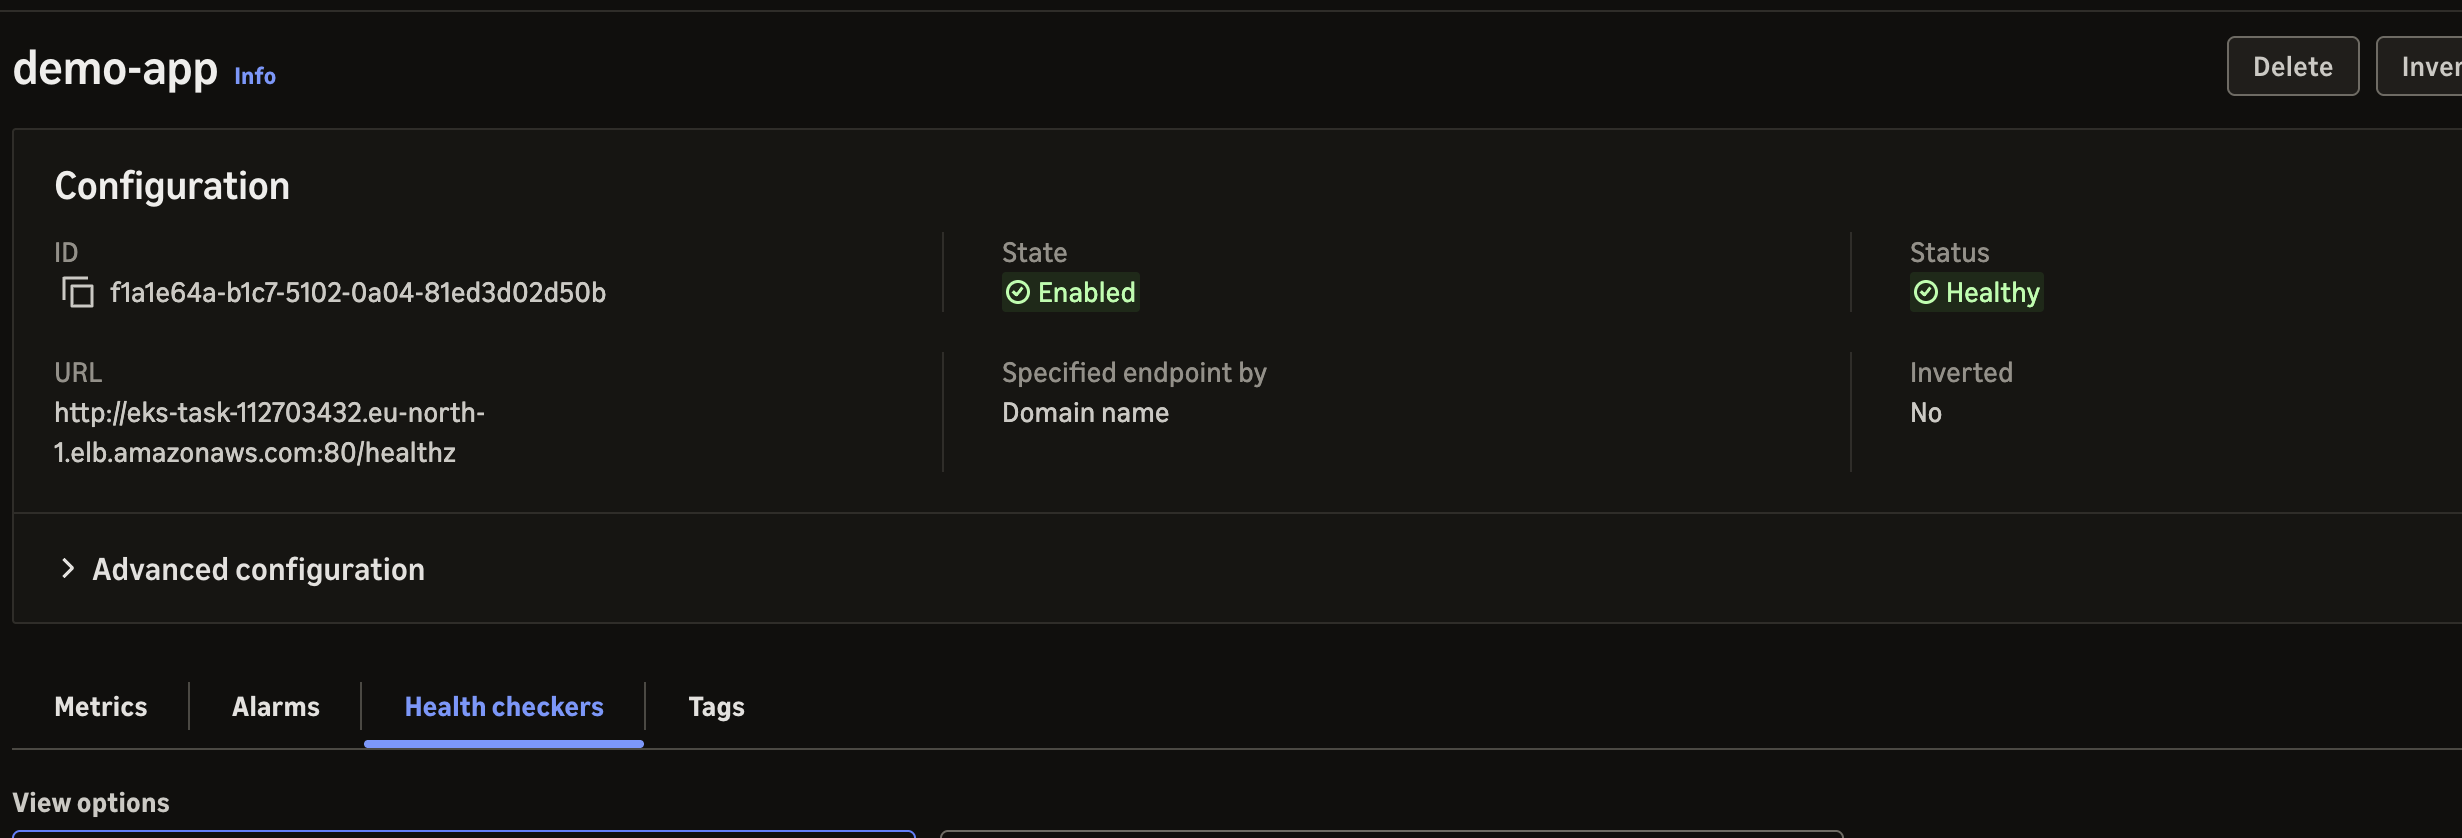 demo-app Info
Delete
Inver
Configuration
ID
f1a1e64a-b1c7-5102-0a04-81ed3d02d50b
State
Enabled
Status
Healthy
URL
http://eks-task-112703432.eu-north-
1.elb.amazonaws.com:80/healthz
Specified endpoint by
Domain name
Inverted
No
Advanced configuration
Metrics
Alarms
Health checkers
Tags
View options